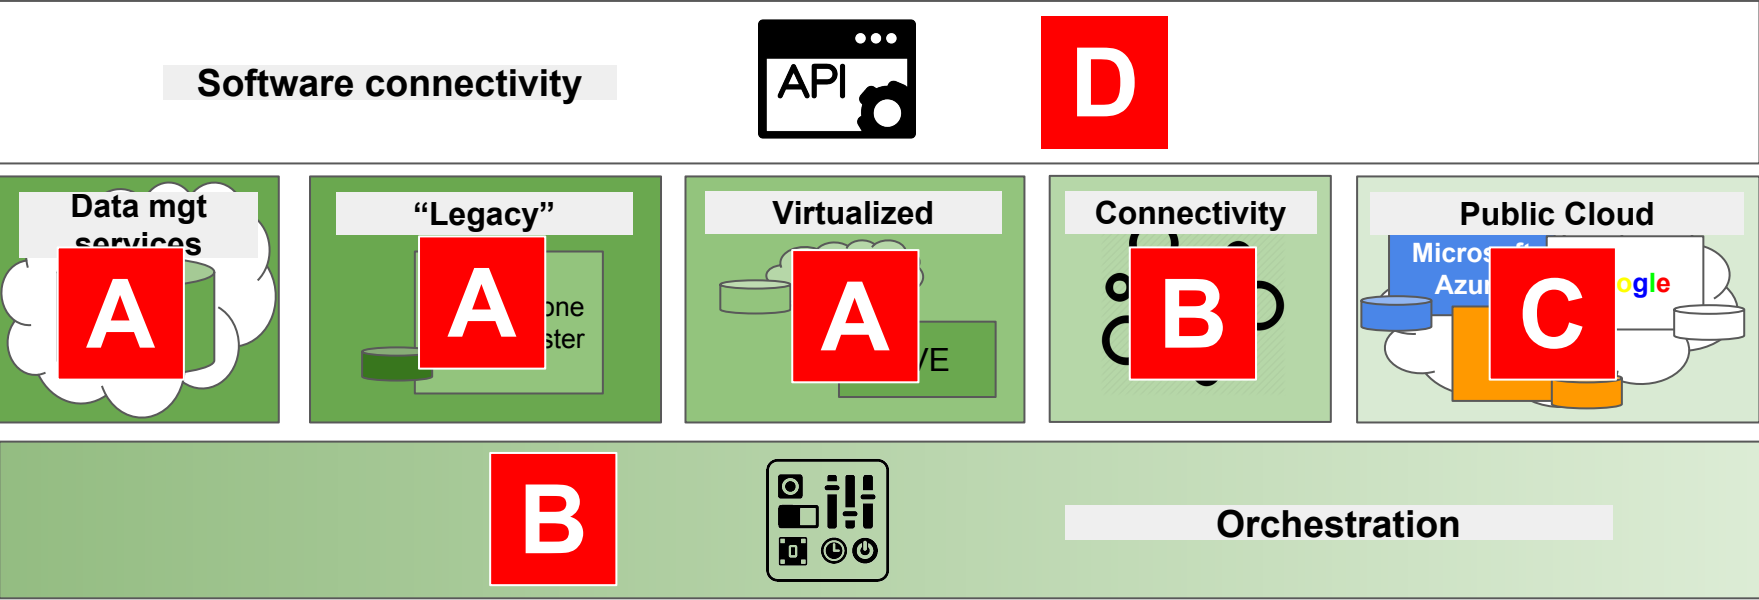 Software connectivity
API
D
Data mgt
services
A
“Legacy”
A
Virtualized
A
Connectivity
B
Public Cloud
C
B
Orchestration